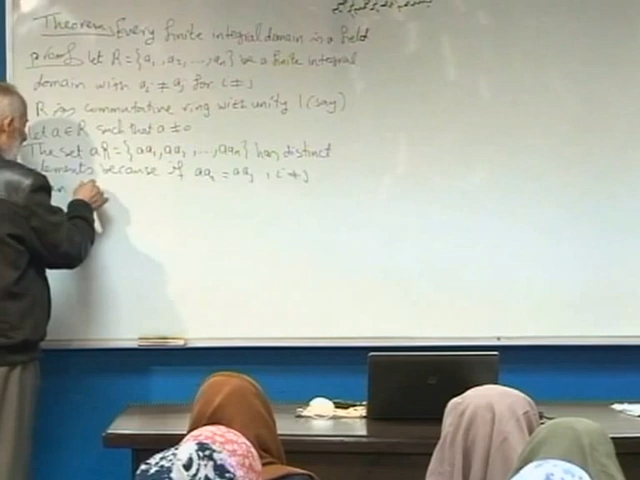 Theorem: Every finite integral domain is a field
proof: let R = {a₁, a₂, ..., aₙ} be a finite integral
domain with aᵢ ≠ aⱼ for i ≠ j
R is commutative ring with unity 1 (say)
let a ∈ R such that a ≠ 0
The set aR = {aa₁, aa₂, ..., aaₙ} has distinct
elements because if aaᵢ = aaⱼ, i ≠ j